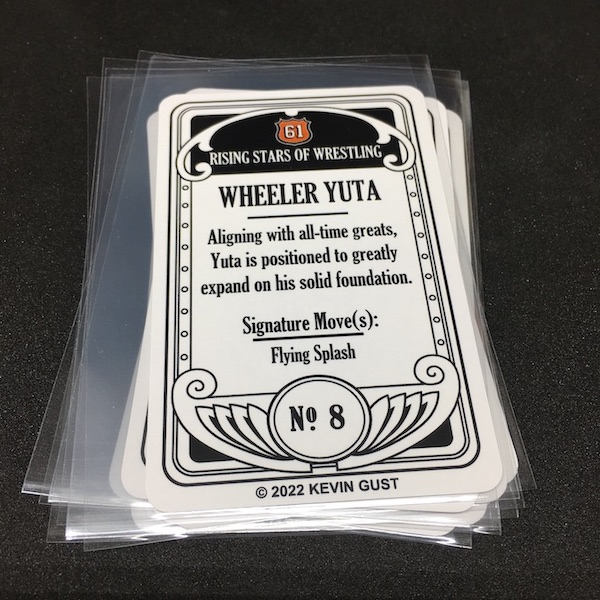 61
RISING STARS OF WRESTLING
WHEELER YUTA
Aligning with all-time greats,
Yuta is positioned to greatly
expand on his solid foundation.
Signature Move(s):
Flying Splash
Nº 8
© 2022 KEVIN GUST